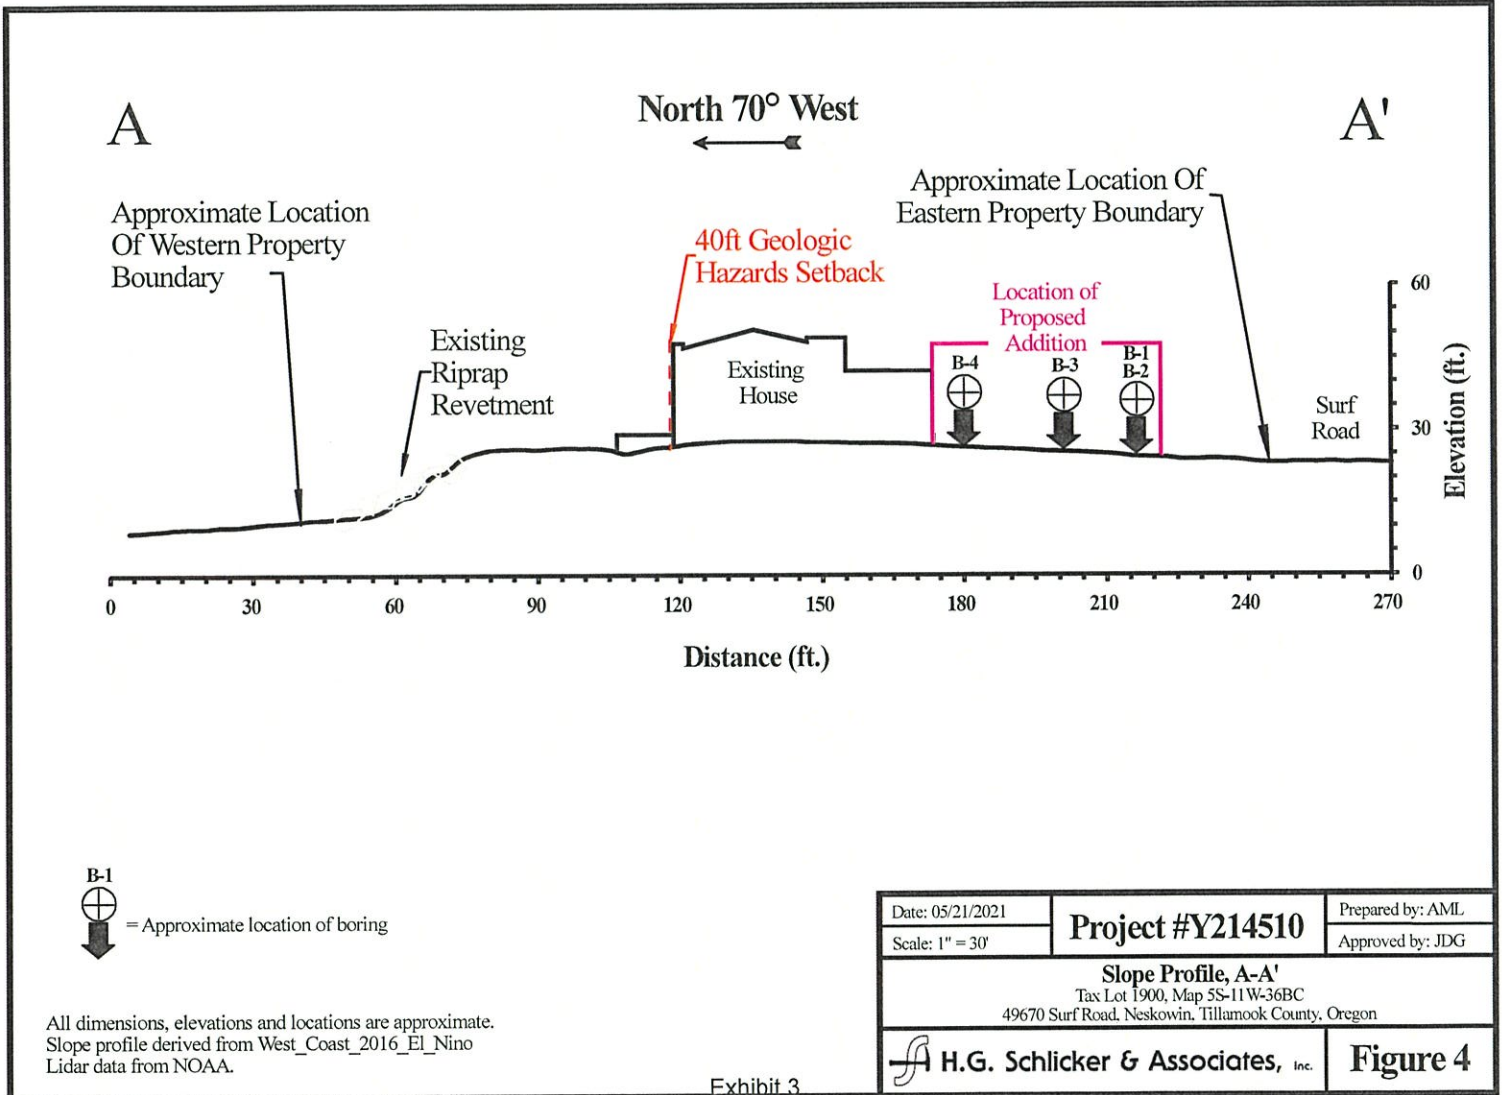 A
North 70° West
A'
Approximate Location Of
Eastern Property Boundary
Approximate Location
Of Western Property
Boundary
40ft Geologic
Hazards Setback
Location of
Proposed
Addition
60
Existing
Riprap
Revetment
Existing
House
B-4
B-3
B-1
B-2
Surf
Road
30
Elevation (ft.)
0
0 30 60 90 120 150 180 210 240 270
Distance (ft.)
B-1
= Approximate location of boring
All dimensions, elevations and locations are approximate.
Slope profile derived from West_Coast_2016_El_Nino
Lidar data from NOAA.
Exhibit 3
Date: 05/21/2021
Scale: 1" = 30'
Project #Y214510
Prepared by: AML
Approved by: JDG
Slope Profile, A-A'
Tax Lot 1900, Map 5S-11W-36BC
49670 Surf Road, Neskowin, Tillamook County, Oregon
H.G. Schlicker & Associates, Inc.
Figure 4